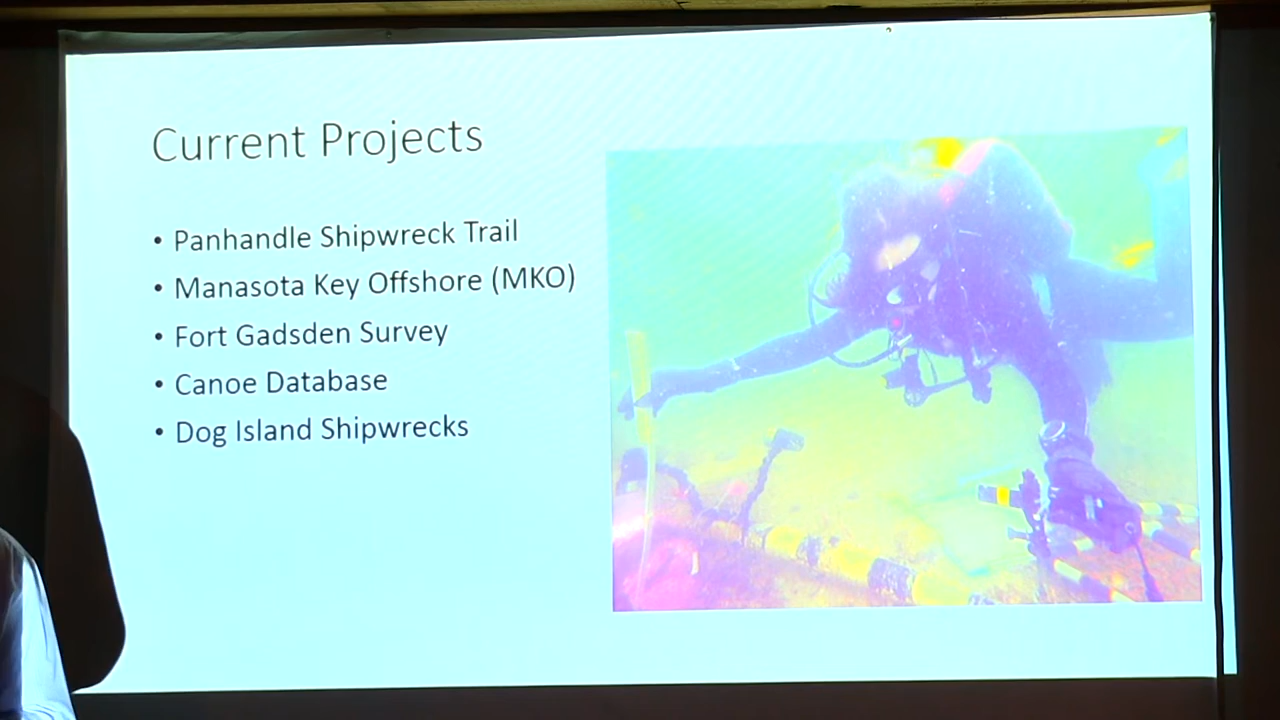 Current Projects
• Panhandle Shipwreck Trail
• Manasota Key Offshore (MKO)
• Fort Gadsden Survey
• Canoe Database
• Dog Island Shipwrecks